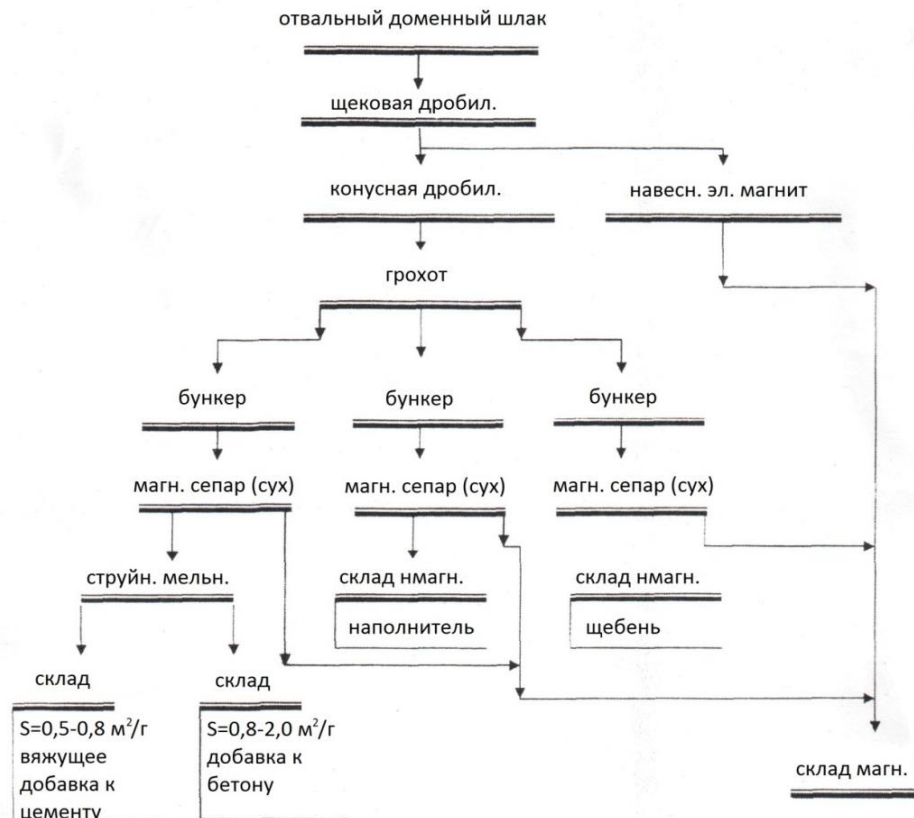 отвальный доменный шлак
щековая дробил.
конусная дробил.
навесн. эл. магнит
грохот
бункер
бункер
бункер
магн. сепар (сух)
магн. сепар (сух)
магн. сепар (сух)
струйн. мельн.
склад нмагн.
наполнитель
склад нмагн.
щебень
склад
S=0,5-0,8 м²/г
вяжущее
добавка к
цементу
склад
S=0,8-2,0 м²/г
добавка к
бетону
склад магн.